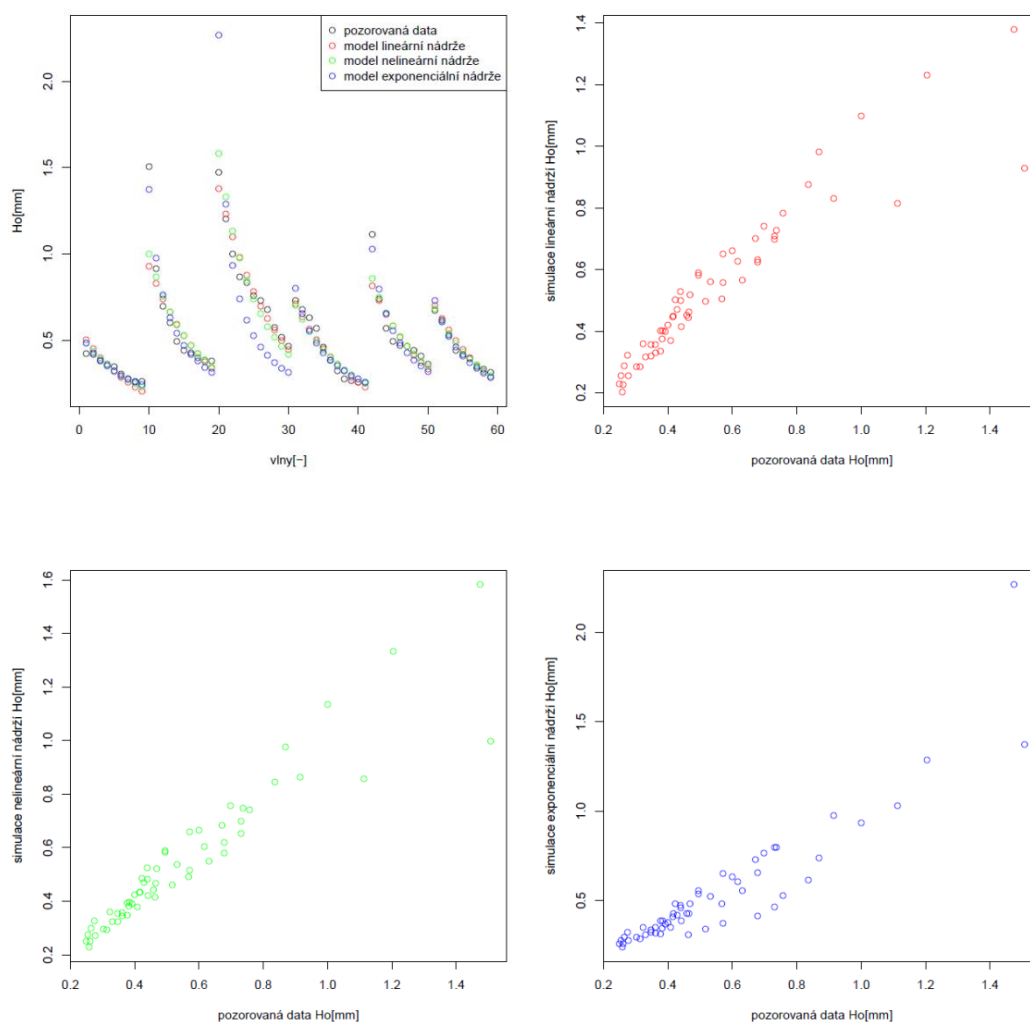 pozorovaná data
model lineární nádrže
model nelineární nádrže
model exponenciální nádrže
Ho[mm]
0.5
1.0
1.5
2.0
0 10 20 30 40 50 60
vlny[−]
simulace lineární nádrží Ho[mm]
0.2
0.4
0.6
0.8
1.0
1.2
1.4
0.2 0.4 0.6 0.8 1.0 1.2 1.4
pozorovaná data Ho[mm]
simulace nelineární nádrží Ho[mm]
0.2
0.4
0.6
0.8
1.0
1.2
1.4
1.6
0.2 0.4 0.6 0.8 1.0 1.2 1.4
pozorovaná data Ho[mm]
simulace exponenciální nádrží Ho[mm]
0.5
1.0
1.5
2.0
0.2 0.4 0.6 0.8 1.0 1.2 1.4
pozorovaná data Ho[mm]